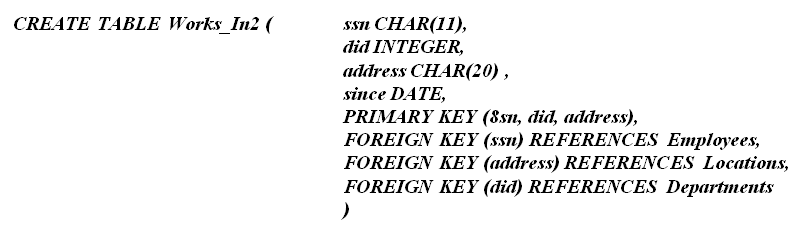 CREATE TABLE Works_In2 ( ssn CHAR(11),
did INTEGER,
address CHAR(20) ,
since DATE,
PRIMARY KEY (8sn, did, address),
FOREIGN KEY (ssn) REFERENCES Employees,
FOREIGN KEY (address) REFERENCES Locations,
FOREIGN KEY (did) REFERENCES Departments
)